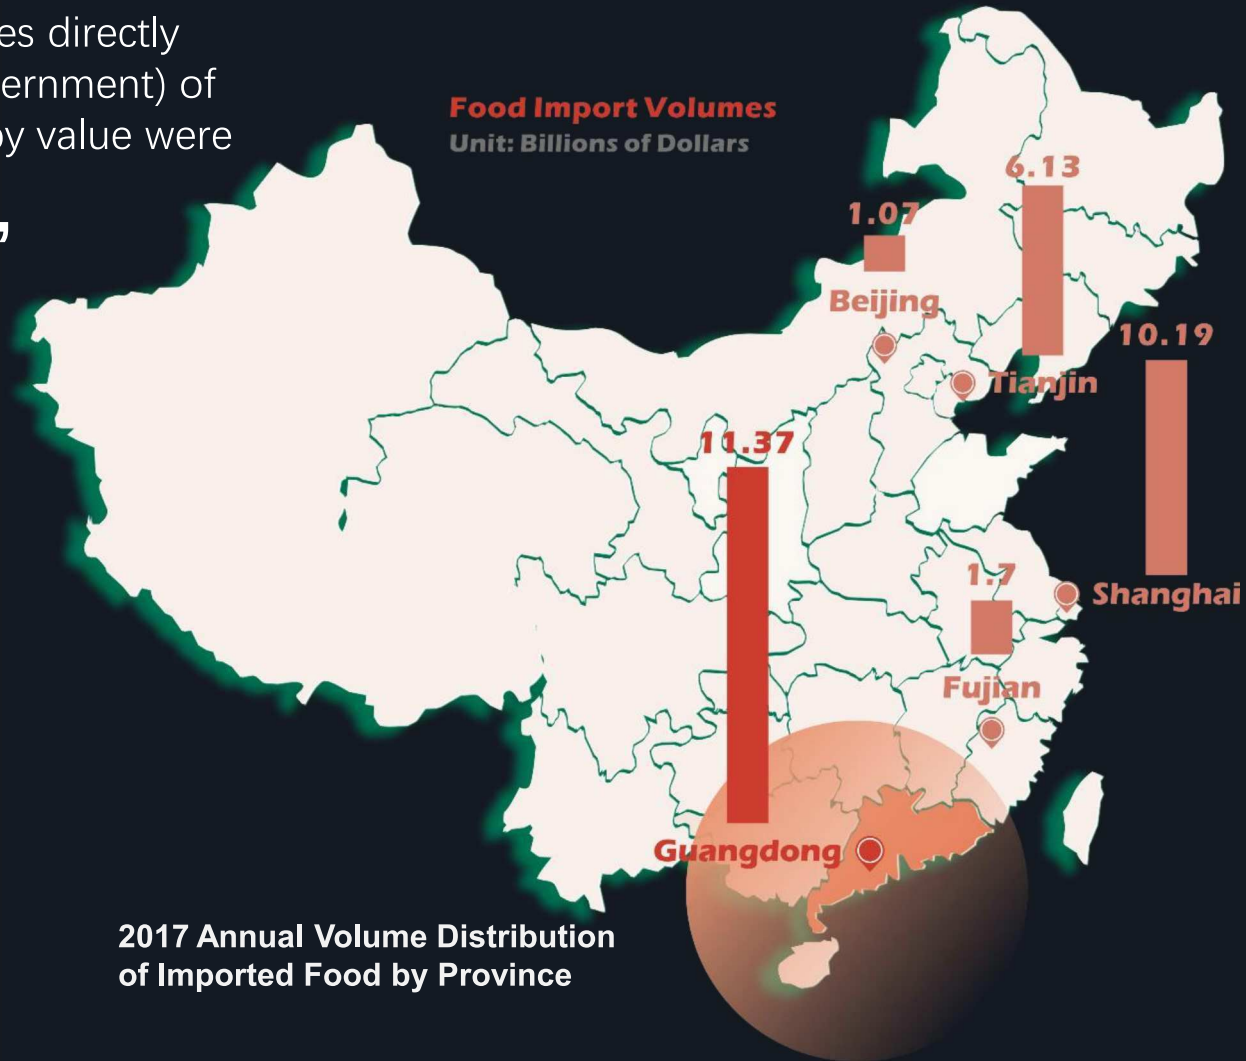 es directly
ernment) of
by value were
”
Food Import Volumes
Unit: Billions of Dollars
6.13
1.07
Beijing
10.19
Tianjin
11.37
1.7
Shanghai
Fujian
Guangdong
2017 Annual Volume Distribution
of Imported Food by Province